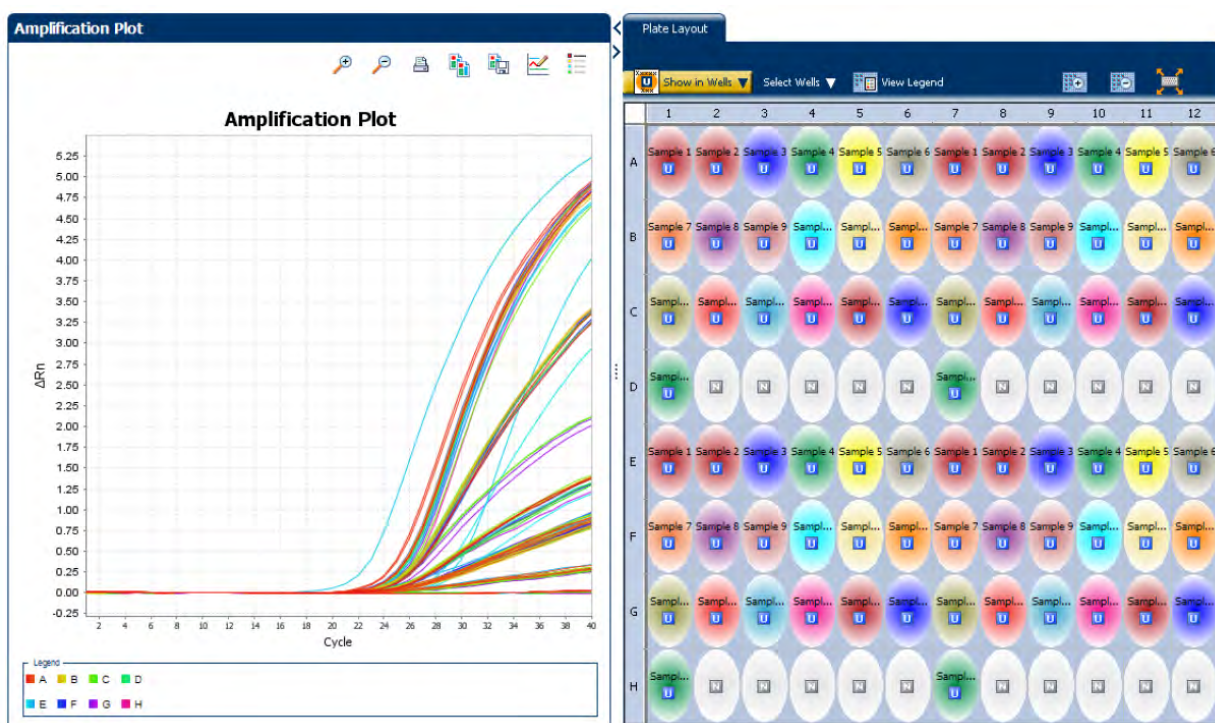 Amplification Plot
Amplification Plot
ΔRn
5.25
5.00
4.75
4.50
4.25
4.00
3.75
3.50
3.25
3.00
2.75
2.50
2.25
2.00
1.75
1.50
1.25
1.00
0.75
0.50
0.25
0.00
-0.25
2 4 6 8 10 12 14 16 18 20 22 24 26 28 30 32 34 36 38 40
Cycle
Legend
A B C D
E F G H
Plate Layout
U Show in Wells Select Wells View Legend
1 2 3 4 5 6 7 8 9 10 11 12
A Sample 1 Sample 2 Sample 3 Sample 4 Sample 5 Sample 6 Sample 1 Sample 2 Sample 3 Sample 4 Sample 5 Sample 6
U U U U U U U U U U U U
B Sample 7 Sample 8 Sample 9 Sampl... Sampl... Sampl... Sample 7 Sample 8 Sample 9 Sampl... Sampl... Sampl...
U U U U U U U U U U U U
C Sampl... Sampl... Sampl... Sampl... Sampl... Sampl... Sampl... Sampl... Sampl... Sampl... Sampl... Sampl...
U U U U U U U U U U U U
D Sampl... Sampl...
U N N N N N U N N N N N
E Sample 1 Sample 2 Sample 3 Sample 4 Sample 5 Sample 6 Sample 1 Sample 2 Sample 3 Sample 4 Sample 5 Sample 6
U U U U U U U U U U U U
F Sample 7 Sample 8 Sample 9 Sampl... Sampl... Sampl... Sample 7 Sample 8 Sample 9 Sampl... Sampl... Sampl...
U U U U U U U U U U U U
G Sampl... Sampl... Sampl... Sampl... Sampl... Sampl... Sampl... Sampl... Sampl... Sampl... Sampl... Sampl...
U U U U U U U U U U U U
H Sampl... Sampl...
U N N N N N U N N N N N